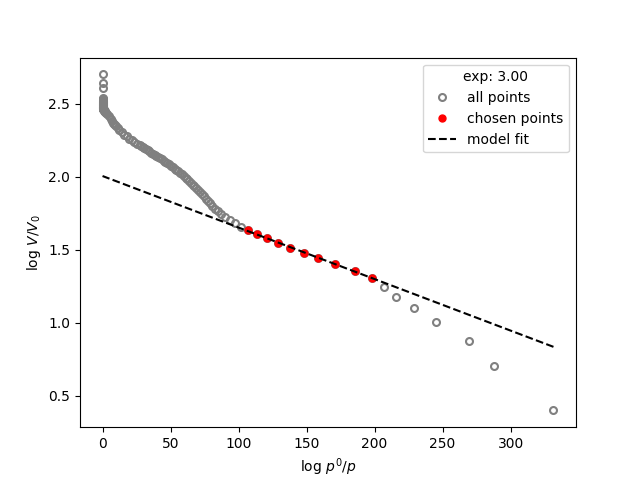 exp: 3.00
all points
chosen points
model fit
log V/V₀
2.5
2.0
1.5
1.0
0.5
0 50 100 150 200 250 300
log p⁰/p